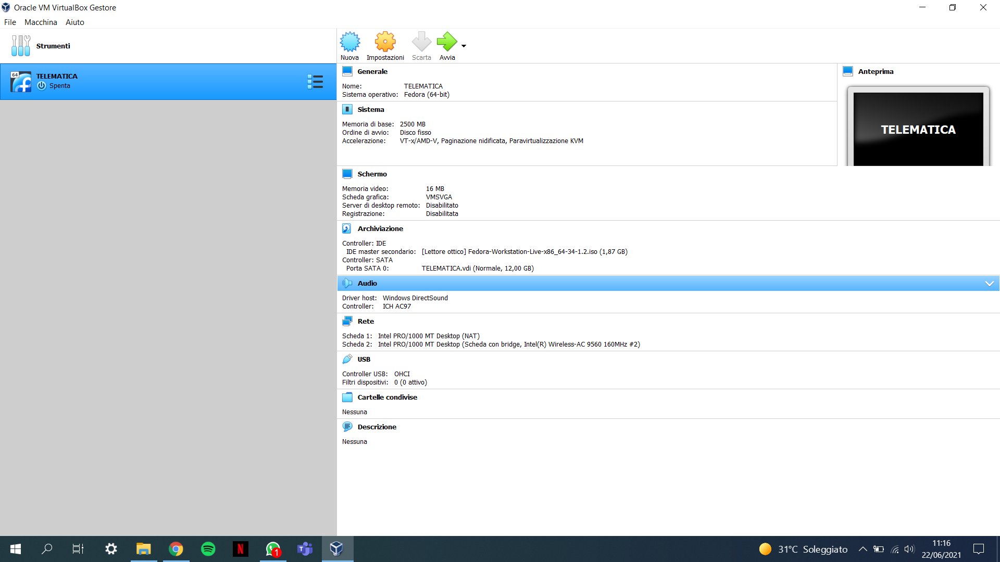 Oracle VM VirtualBox Gestore
File Macchina Aiuto
Strumenti
64
TELEMATICA
Spenta
Nuova Impostazioni Scarta Avvia
Generale
Nome: TELEMATICA
Sistema operativo: Fedora (64-bit)
Anteprima
TELEMATICA
Sistema
Memoria di base: 2500 MB
Ordine di avvio: Disco fisso
Accelerazione: VT-x/AMD-V, Paginazione nidificata, Paravirtualizzazione KVM
Schermo
Memoria video: 16 MB
Scheda grafica: VMSVGA
Server di desktop remoto: Disabilitato
Registrazione: Disabilitata
Archiviazione
Controller: IDE
IDE master secondario: [Lettore ottico] Fedora-Workstation-Live-x86_64-34-1.2.iso (1,87 GB)
Controller: SATA
Porta SATA 0: TELEMATICA.vdi (Normale, 12,00 GB)
Audio
Driver host: Windows DirectSound
Controller: ICH AC97
Rete
Scheda 1: Intel PRO/1000 MT Desktop (NAT)
Scheda 2: Intel PRO/1000 MT Desktop (Scheda con bridge, Intel(R) Wireless-AC 9560 160MHz #2)
USB
Controller USB: OHCI
Filtri dispositivi: 0 (0 attivo)
Cartelle condivise
Nessuna
Descrizione
Nessuna
N
1
T
31°C Soleggiato
11:16
22/06/2021